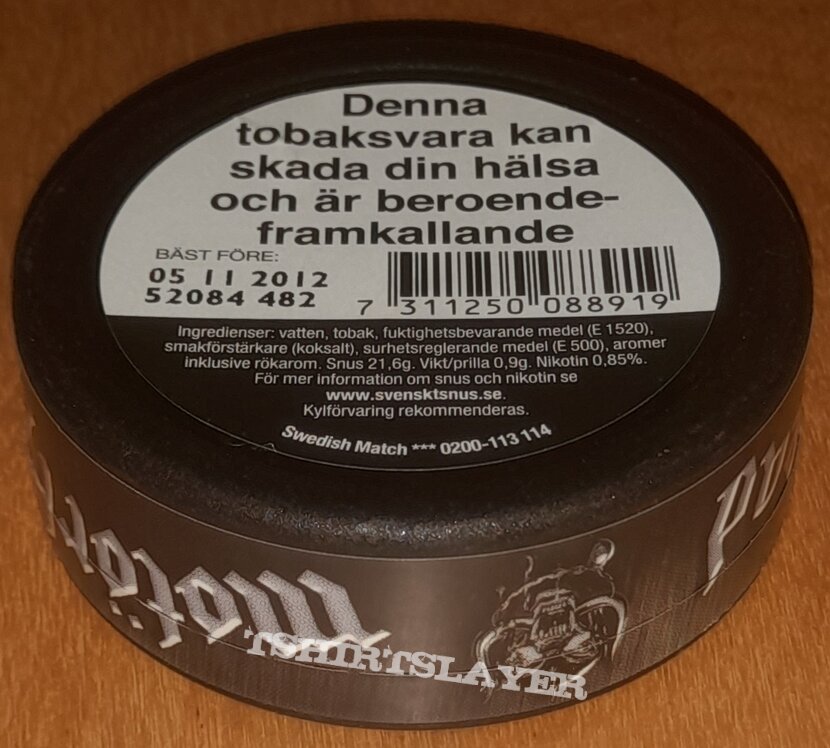 Denna
tobaksvara kan
skada din hälsa
och är beroende-
framkallande
BÄST FÖRE:
05 11 2012
52084 482
7 311250 088919
Ingredienser: vatten, tobak, fuktighetsbevarande medel (E 1520),
smakförstärkare (koksalt), surhetsreglerande medel (E 500), aromer
inklusive rökarom. Snus 21,6g. Vikt/prilla 0,9g. Nikotin 0,85%.
För mer information om snus och nikotin se
www.svensktsnus.se.
Kylförvaring rekommenderas.
Swedish Match *** 0200-113 114
Motör
TSHIRTSLAYER